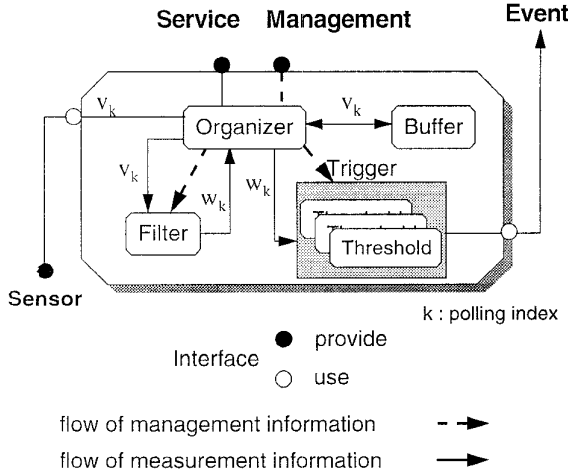 Service Management Event
v_k
Organizer
v_k
Buffer
v_k
w_k
w_k
Trigger
Filter
Threshold
Sensor
k : polling index
Interface
provide
use
flow of management information
flow of measurement information